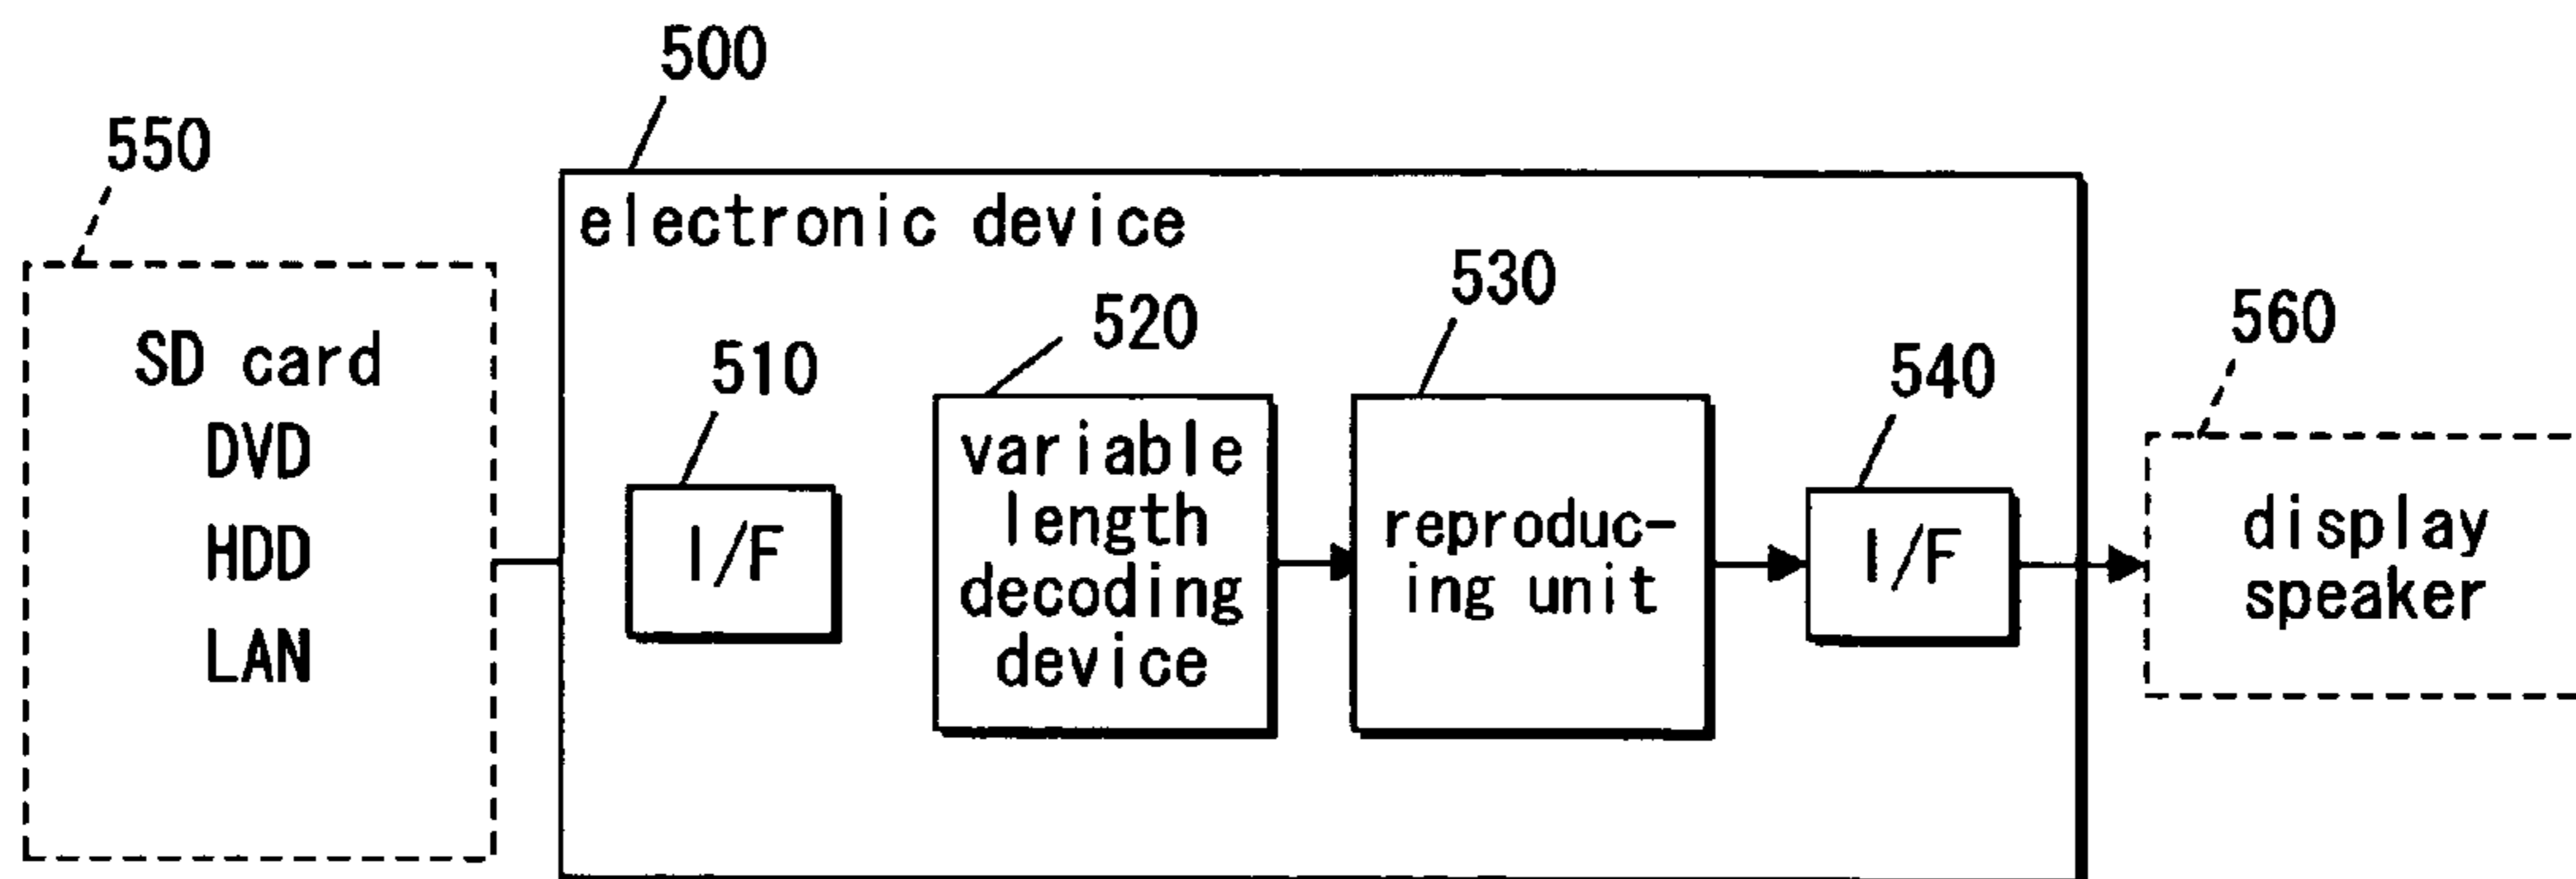 500
550
electronic device
530
520
560
SD card
510
540
DVD
variable
length
decoding
device
I/F
reproduc-
ing unit
I/F
display
speaker
HDD
LAN